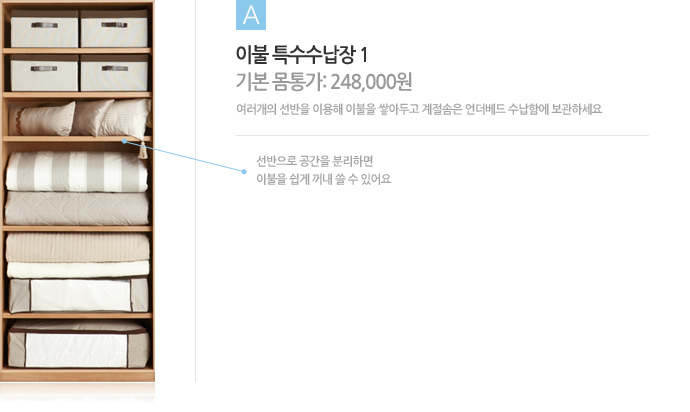 A
이불 특수수납장 1
기본 몸통가: 248,000원
여러개의 선반을 이용해 이불을 쌓아두고 계절솜은 언더베드 수납함에 보관하세요
선반으로 공간을 분리하면
이불을 쉽게 꺼내 쓸 수 있어요